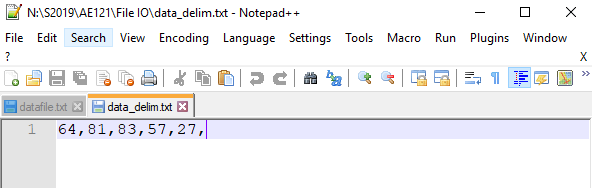 N:\S2019\AE121\File IO\data_delim.txt - Notepad++
File Edit Search View Encoding Language Settings Tools Macro Run Plugins Window
? X
datafile.txt data_delim.txt
1 64,81,83,57,27,